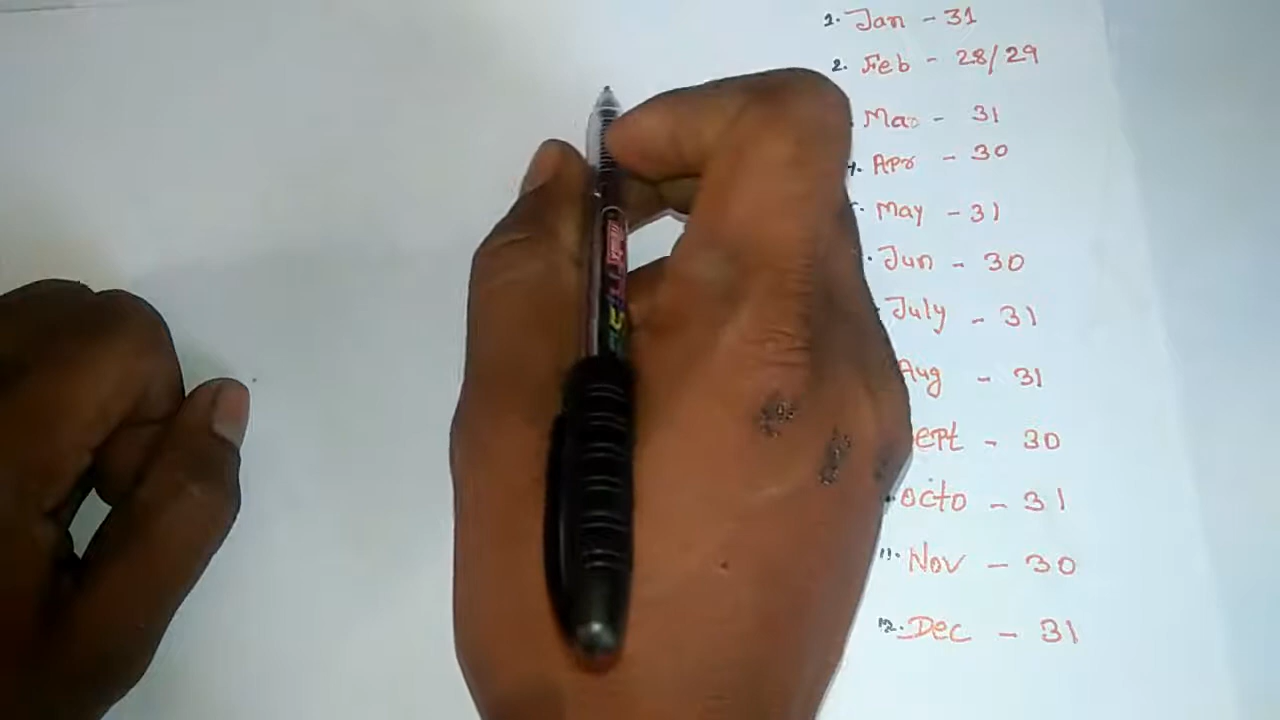 1. Jan - 31
2. Feb - 28/29
Mar - 31
4. Apr - 30
May - 31
Jun - 30
July - 31
Aug - 31
ept - 30
octo - 31
11. Nov - 30
12. Dec - 31